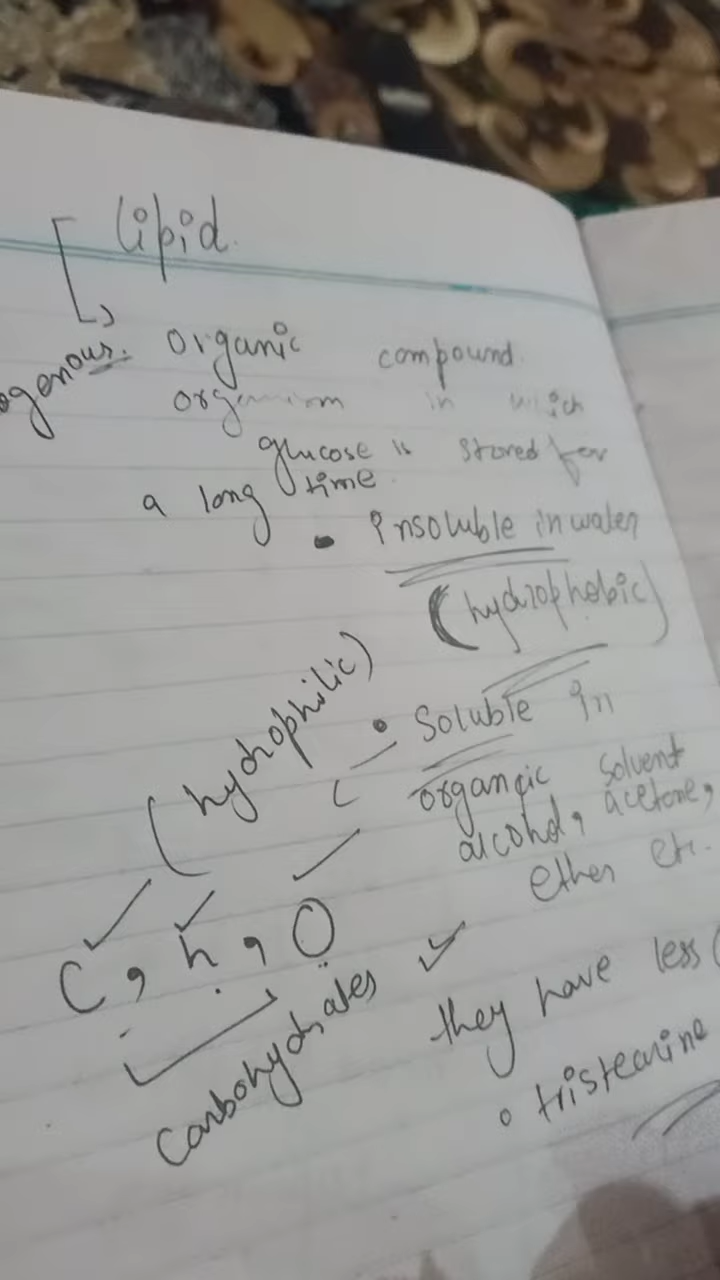 lipid.
ogenous. organic compound.
organism in which
glucose is stored for
a long time.
• insoluble in water
(hydrophobic)
(hydrophilic)
• Soluble in
organic solvent
alcohol, acetone,
ether etc.
C, h, O
carbohydrates
they have less (
tristearine